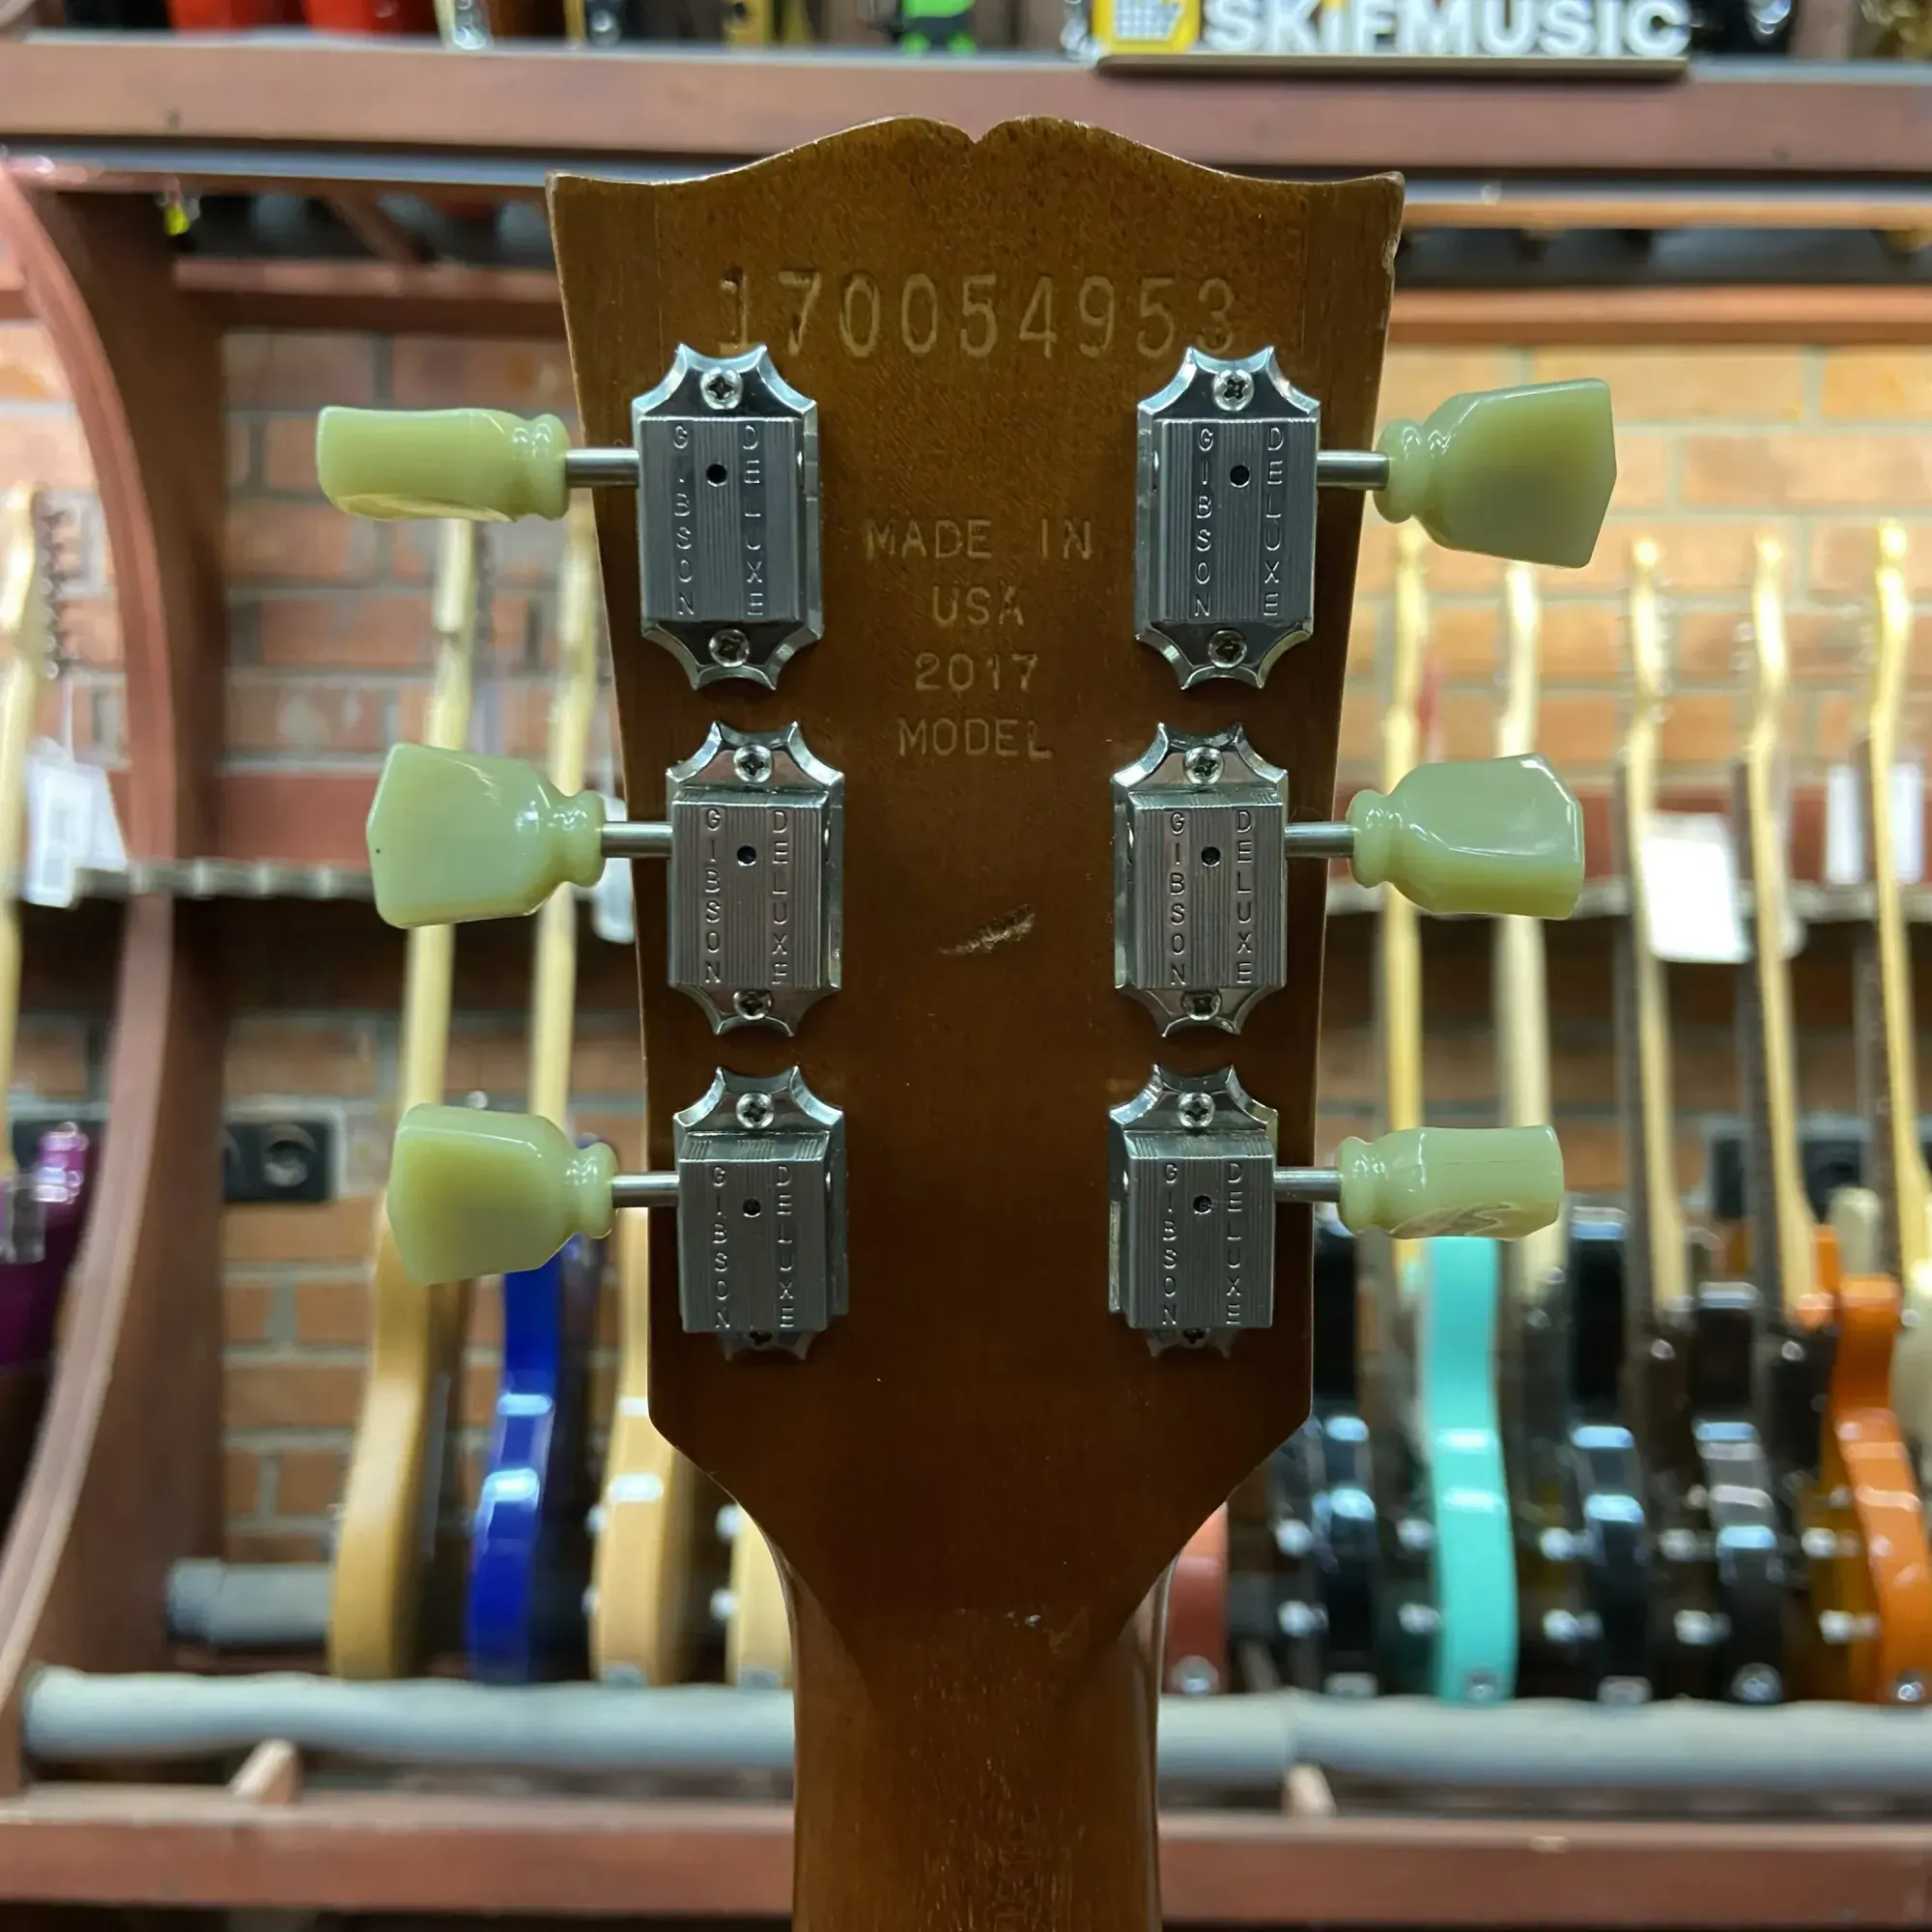 SKiFMUSIC
170054953
GIBSON DELUXE
GIBSON DELUXE
MADE IN
USA
2017
MODEL
GIBSON DELUXE
GIBSON DELUXE
GIBSON DELUXE
GIBSON DELUXE